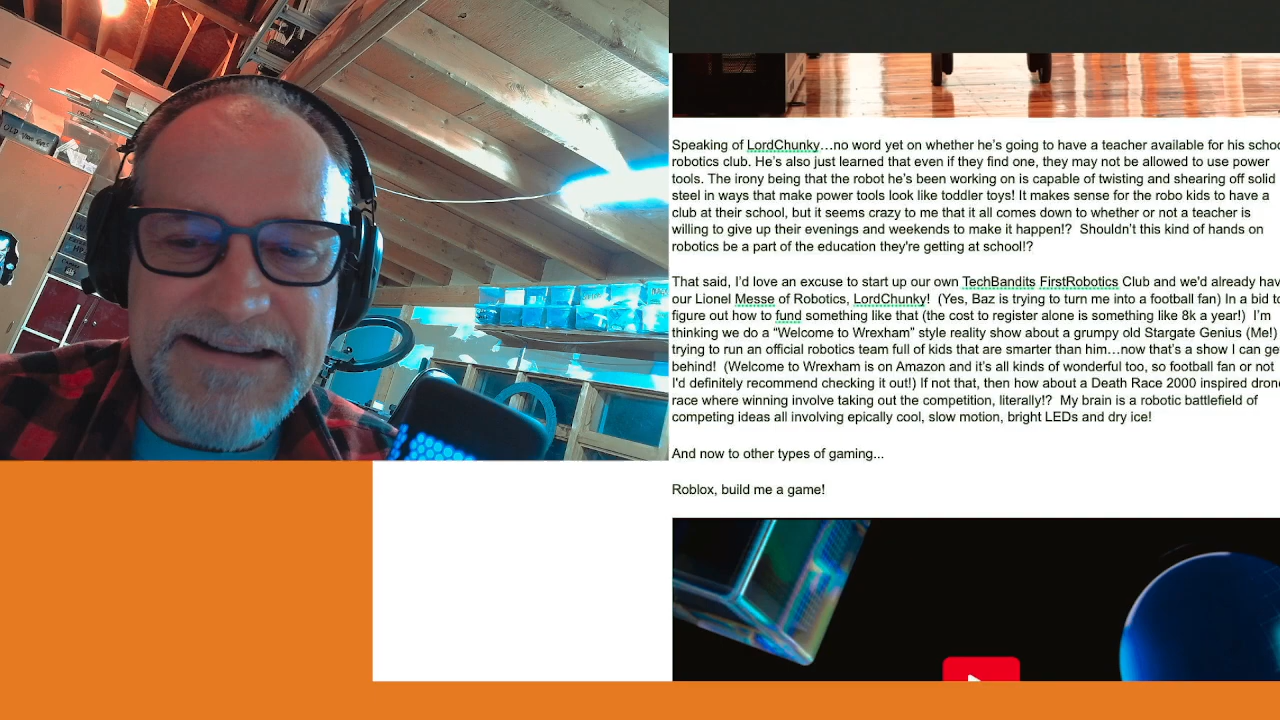 DLP
Speaking of LordChunky…no word yet on whether he's going to have a teacher available for his
robotics club. He's also just learned that even if they find one, they may not be allowed to use power
tools. The irony being that the robot he's been working on is capable of twisting and shearing off solid
steel in ways that make power tools look like toddler toys! It makes sense for the robo kids to have a
club at their school, but it seems crazy to me that it all comes down to whether or not a teacher is
willing to give up their evenings and weekends to make it happen!?  Shouldn't this kind of hands on
robotics be a part of the education they're getting at school!?
That said, I'd love an excuse to start up our own TechBandits FirstRobotics Club and we'd already
our Lionel Messe of Robotics, LordChunky!  (Yes, Baz is trying to turn me into a football fan) In a bid
figure out how to fund something like that (the cost to register alone is something like 8k a year!)  I'm
thinking we do a “Welcome to Wrexham” style reality show about a grumpy old Stargate Genius (Me!)
trying to run an official robotics team full of kids that are smarter than him…now that's a show I can
behind!  (Welcome to Wrexham is on Amazon and it's all kinds of wonderful too, so football fan or not
I'd definitely recommend checking it out!) If not that, then how about a Death Race 2000 inspired
race where winning involve taking out the competition, literally!?  My brain is a robotic battlefield of
competing ideas all involving epically cool, slow motion, bright LEDs and dry ice!
And now to other types of gaming...
Roblox, build me a game!